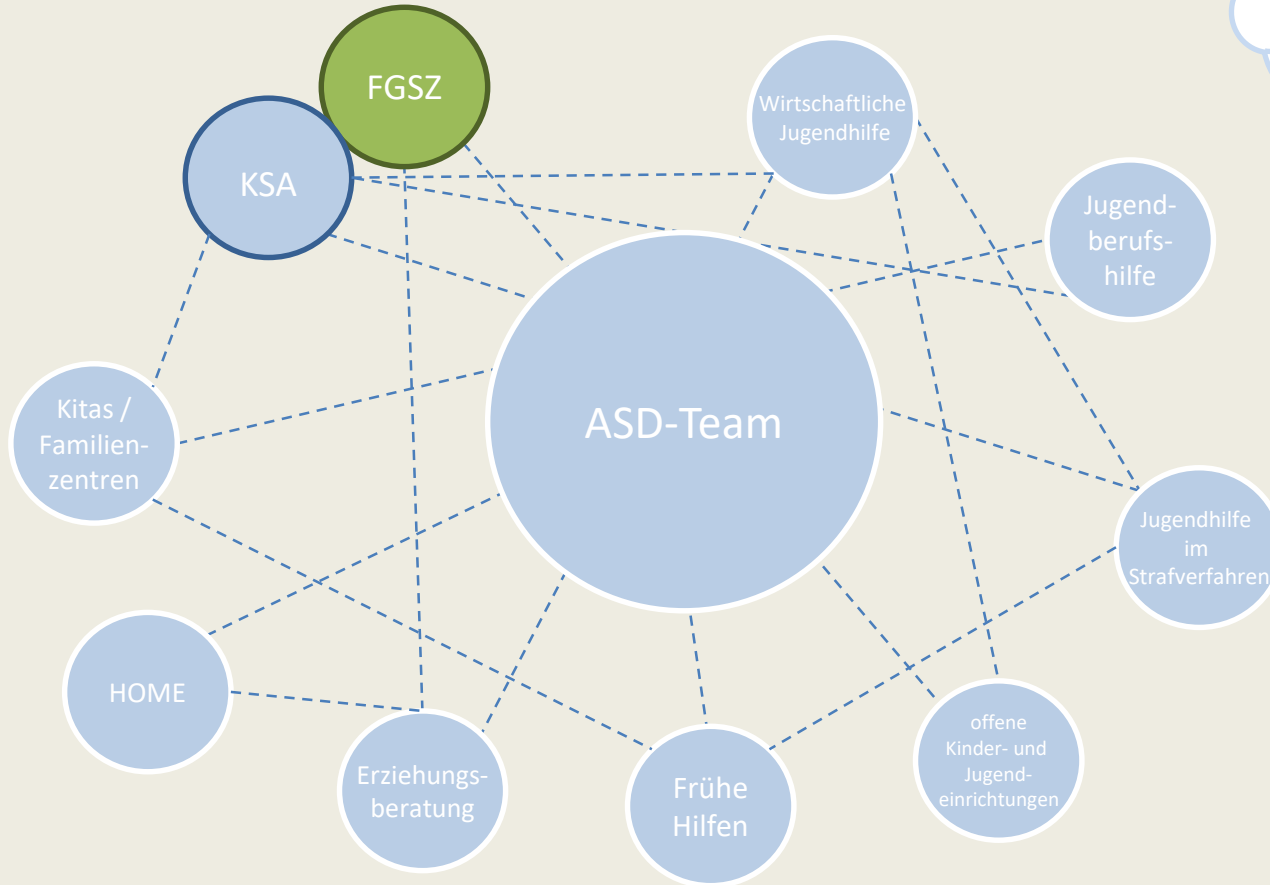 FGSZ
KSA
Wirtschaftliche
Jugendhilfe
Jugend-
berufs-
hilfe
Kitas /
Familien-
zentren
ASD-Team
Jugendhilfe
im
Strafverfahren
HOME
Erziehungs-
beratung
Frühe
Hilfen
offene
Kinder- und
Jugend-
einrichtungen